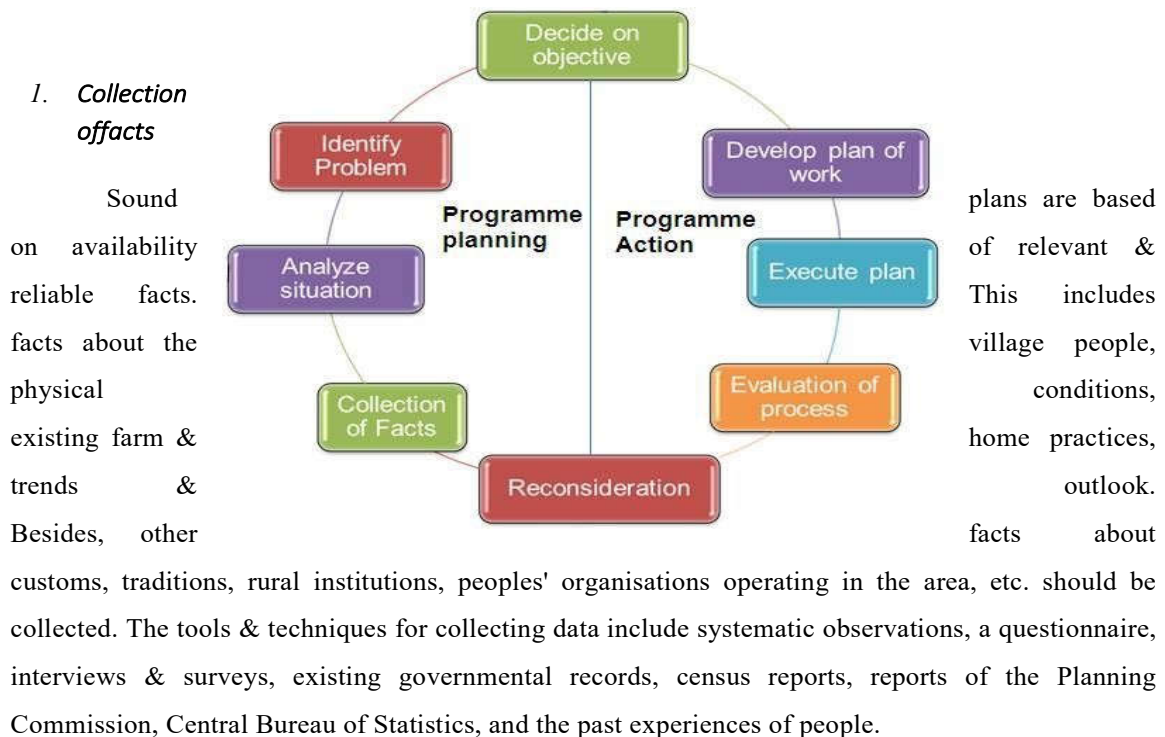 Decide on
objective
1. Collection
offacts
Identify
Problem
Develop plan of
work
Programme
planning
Programme
Action
Analyze
situation
Execute plan
Collection
of Facts
Evaluation of
process
Reconsideration
Sound plans are based
on availability of relevant &
reliable facts. This includes
facts about the village people,
physical conditions,
existing farm & home practices,
trends & outlook.
Besides, other facts about
customs, traditions, rural institutions, peoples' organisations operating in the area, etc. should be
collected. The tools & techniques for collecting data include systematic observations, a questionnaire,
interviews & surveys, existing governmental records, census reports, reports of the Planning
Commission, Central Bureau of Statistics, and the past experiences of people.